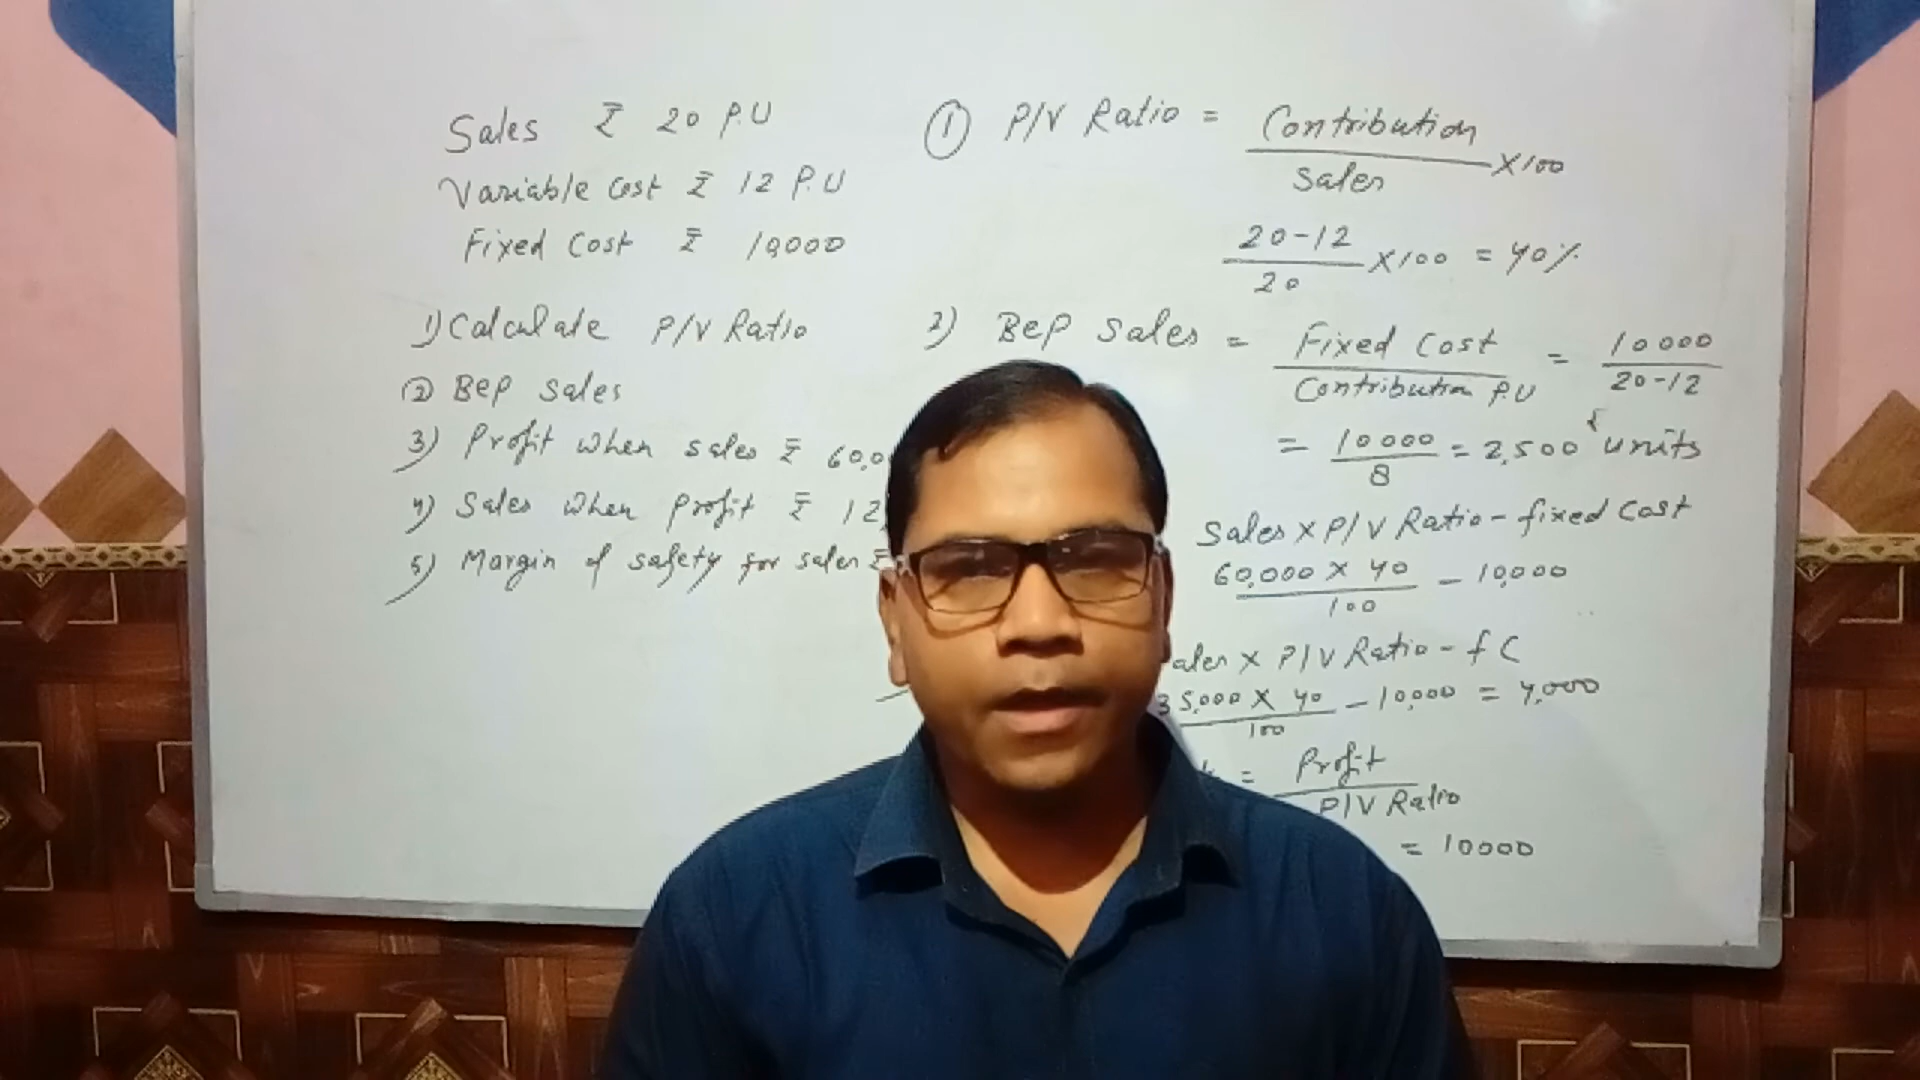 Sales ₹ 20 P.U
Variable Cost ₹ 12 P.U
Fixed Cost ₹ 10,000
1) Calculate P/V Ratio
② Bep Sales
3) Profit when sales ₹ 60,0
4) Sales when Profit ₹ 12,
5) Margin of safety for sales ₹
① P/V Ratio = Contribution
Sales
X100
20-12
20
X100 = 40%
2) Bep Sales = Fixed Cost
Contribution P.U
= 10000
20-12
= 10000
8
= 2,500 units
Sales X P/V Ratio - fixed Cost
60,000 X 40
100
- 10,000
ales X P/V Ratio - f C
35,000 X 40
100
- 10,000 = 4,000
= Profit
P/V Ratio
= 10000